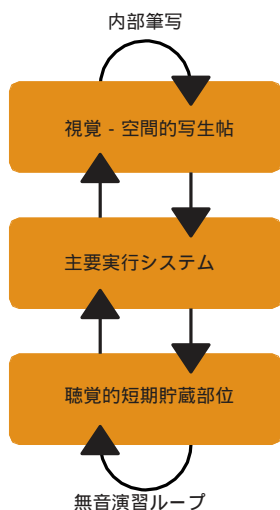 内部筆写
視覚 - 空間的写生帖
主要実行システム
聴覚的短期貯蔵部位
無音演習ループ